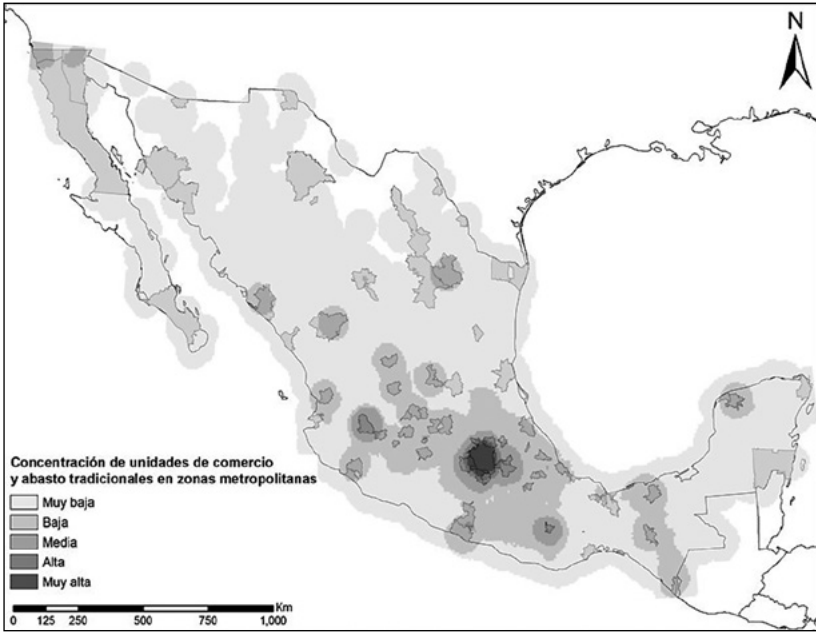 N
Concentración de unidades de comercio
y abasto tradicionales en zonas metropolitanas
Muy baja
Baja
Media
Alta
Muy alta
Km
0 125 250 500 750 1,000